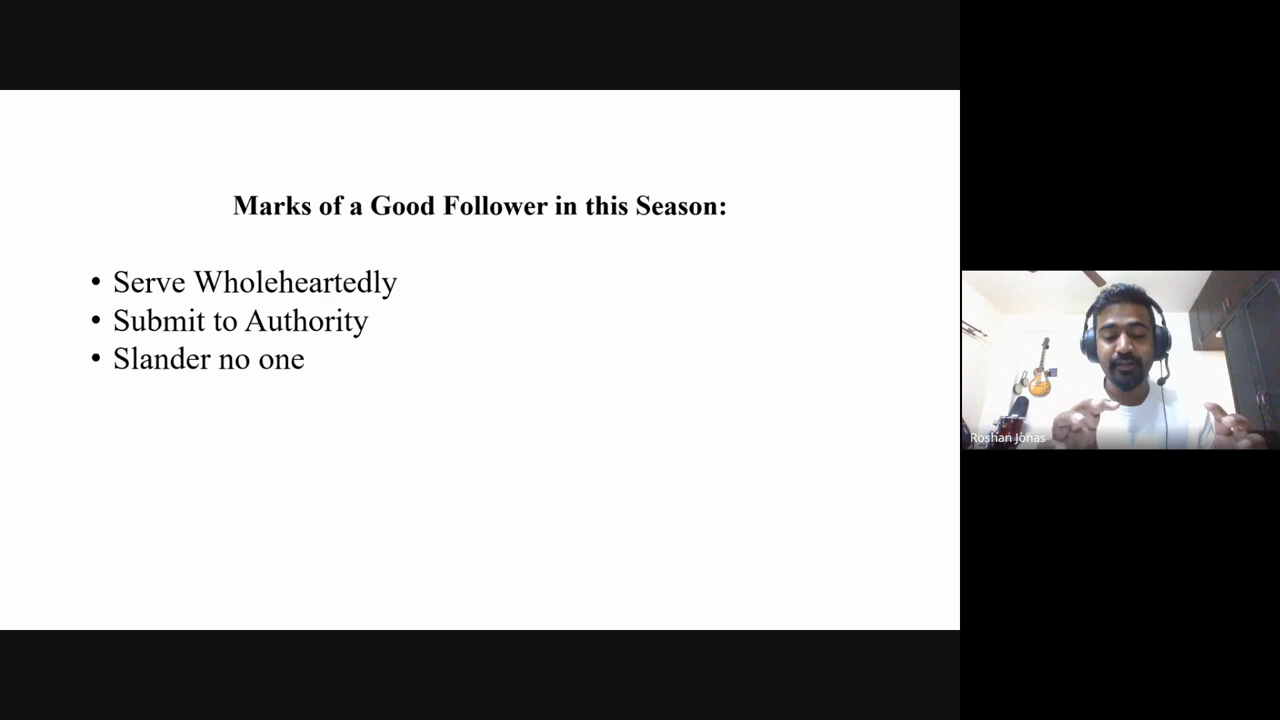 Marks of a Good Follower in this Season:
• Serve Wholeheartedly
• Submit to Authority
• Slander no one
Roshan Jonas